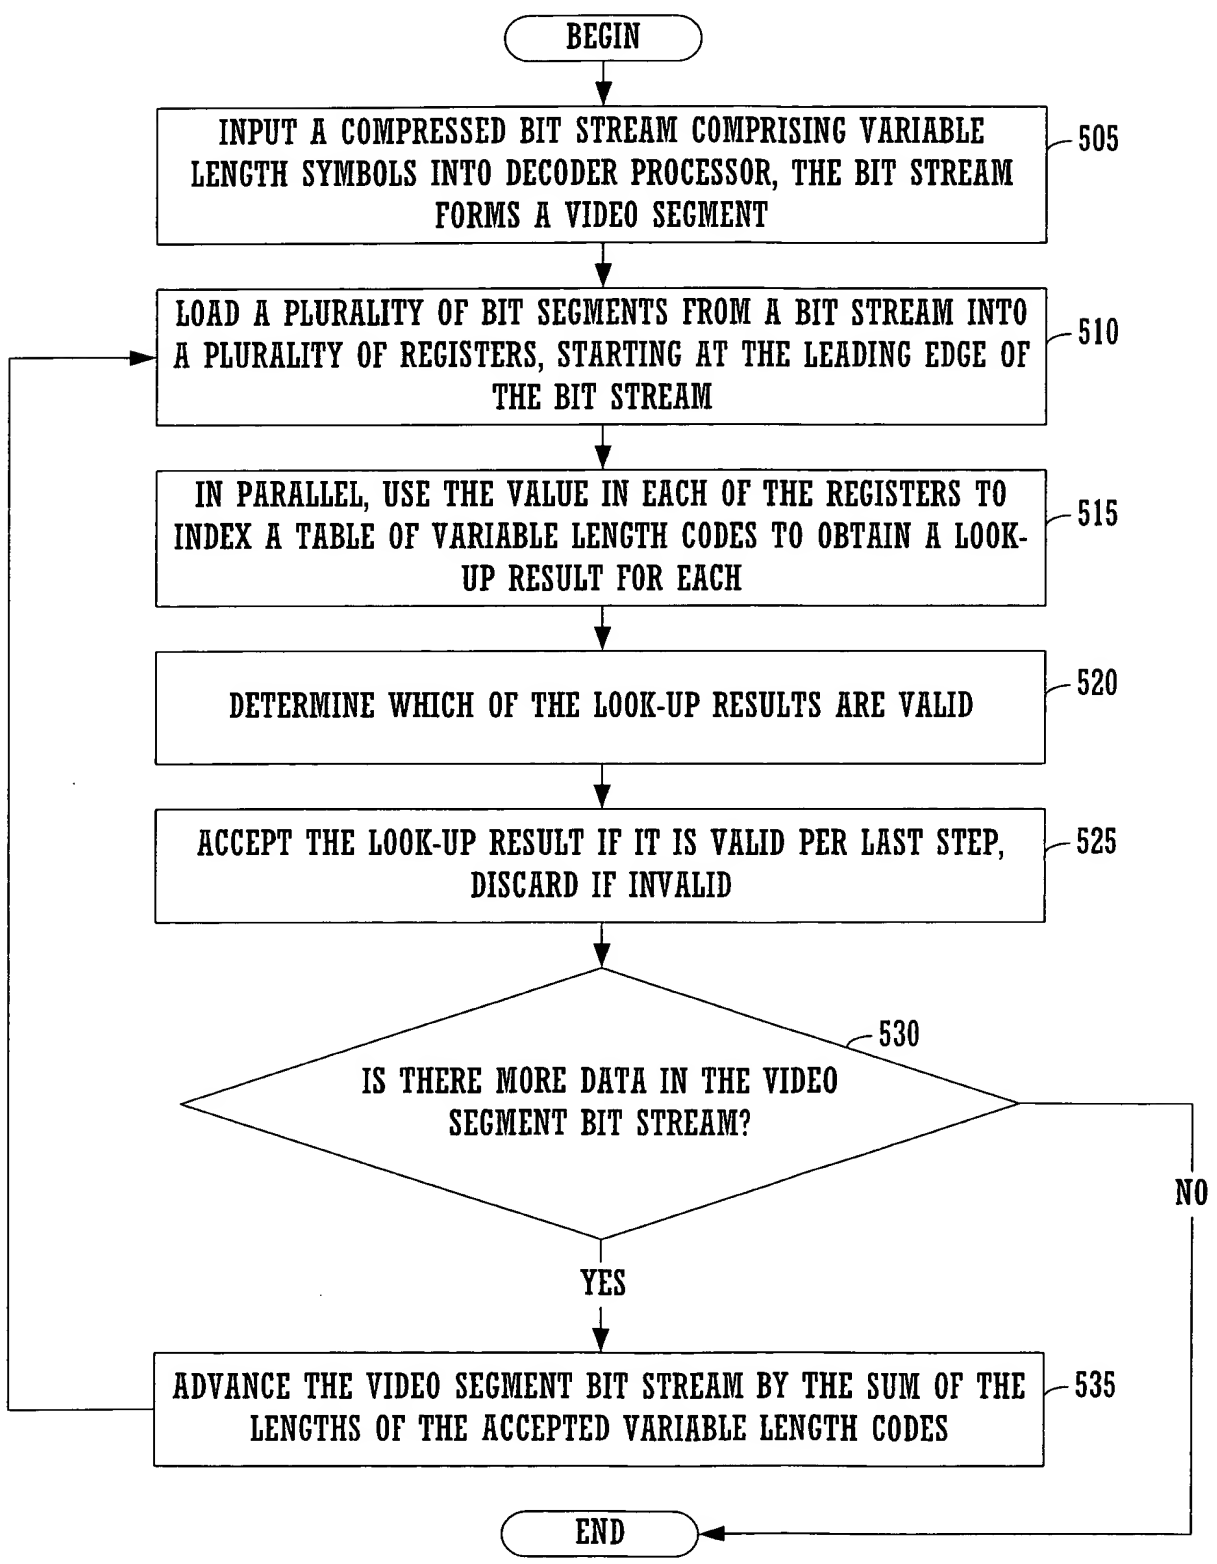 BEGIN
INPUT A COMPRESSED BIT STREAM COMPRISING VARIABLE
LENGTH SYMBOLS INTO DECODER PROCESSOR, THE BIT STREAM
FORMS A VIDEO SEGMENT
505
LOAD A PLURALITY OF BIT SEGMENTS FROM A BIT STREAM INTO
A PLURALITY OF REGISTERS, STARTING AT THE LEADING EDGE OF
THE BIT STREAM
510
IN PARALLEL, USE THE VALUE IN EACH OF THE REGISTERS TO
INDEX A TABLE OF VARIABLE LENGTH CODES TO OBTAIN A LOOK-
UP RESULT FOR EACH
515
DETERMINE WHICH OF THE LOOK-UP RESULTS ARE VALID
520
ACCEPT THE LOOK-UP RESULT IF IT IS VALID PER LAST STEP,
DISCARD IF INVALID
525
530
IS THERE MORE DATA IN THE VIDEO
SEGMENT BIT STREAM?
NO
YES
ADVANCE THE VIDEO SEGMENT BIT STREAM BY THE SUM OF THE
LENGTHS OF THE ACCEPTED VARIABLE LENGTH CODES
535
END